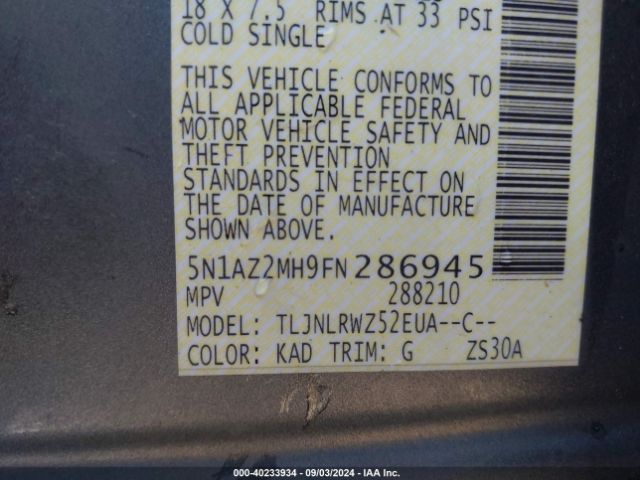 18 X 7.5 RIMS AT 33 PSI
COLD SINGLE
THIS VEHICLE CONFORMS TO
ALL APPLICABLE FEDERAL
MOTOR VEHICLE SAFETY AND
THEFT PREVENTION
STANDARDS IN EFFECT ON
THE DATE OF MANUFACTURE
SHOWN ABOVE.
5N1AZ2MH9FN286945
MPV 288210
MODEL: TLJNLRWZ52EUA--C--
COLOR: KAD TRIM: G ZS30A
000-40233934 - 09/03/2024 - IAA Inc.